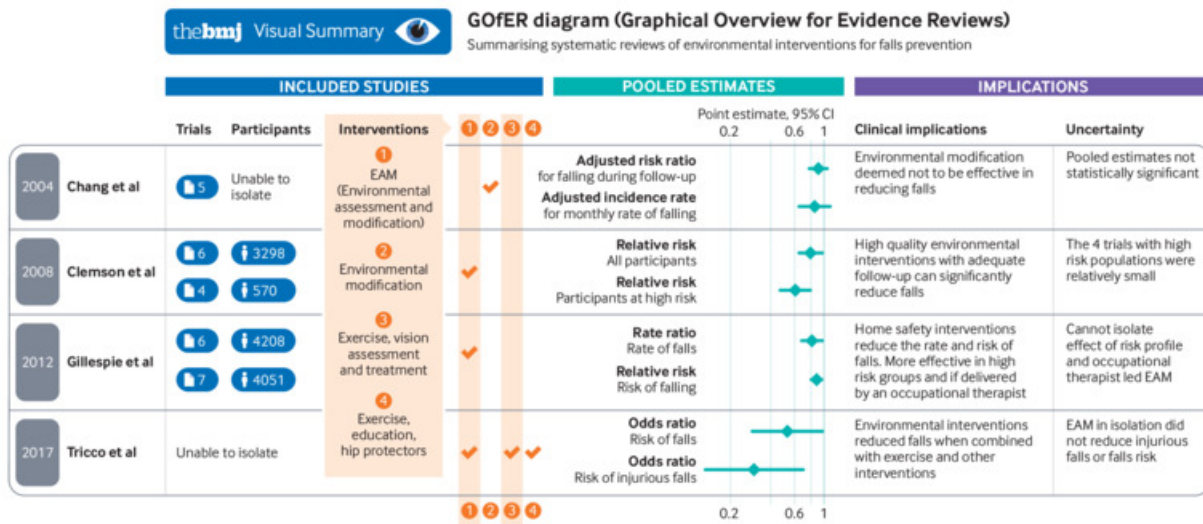 thebmj Visual Summary
GOfER diagram (Graphical Overview for Evidence Reviews)
Summarising systematic reviews of environmental interventions for falls prevention
INCLUDED STUDIES
POOLED ESTIMATES
IMPLICATIONS
Trials Participants Interventions 1 2 3 4
Point estimate, 95% CI
0.2 0.6 1
Clinical implications
Uncertainty
2004
Chang et al
5
Unable to
isolate
Adjusted risk ratio
for falling during follow-up
Adjusted incidence rate
for monthly rate of falling
Environmental modification
deemed not to be effective in
reducing falls
Pooled estimates not
statistically significant
2008
Clemson et al
6 3298
4 570
Relative risk
All participants
Relative risk
Participants at high risk
High quality environmental
interventions with adequate
follow-up can significantly
reduce falls
The 4 trials with high
risk populations were
relatively small
2012
Gillespie et al
6 4208
7 4051
Rate ratio
Rate of falls
Relative risk
Risk of falling
Home safety interventions
reduce the rate and risk of
falls. More effective in high
risk groups and if delivered
by an occupational therapist
Cannot isolate
effect of risk profile
and occupational
therapist led EAM
2017
Tricco et al
Unable to isolate
Odds ratio
Risk of falls
Odds ratio
Risk of injurious falls
Environmental interventions
reduced falls when combined
with exercise and other
interventions
EAM in isolation did
not reduce injurious
falls or falls risk
1
EAM
(Environmental
assessment and
modification)
2
Environmental
modification
3
Exercise, vision
assessment
and treatment
4
Exercise,
education,
hip protectors
1 2 3 4
0.2 0.6 1